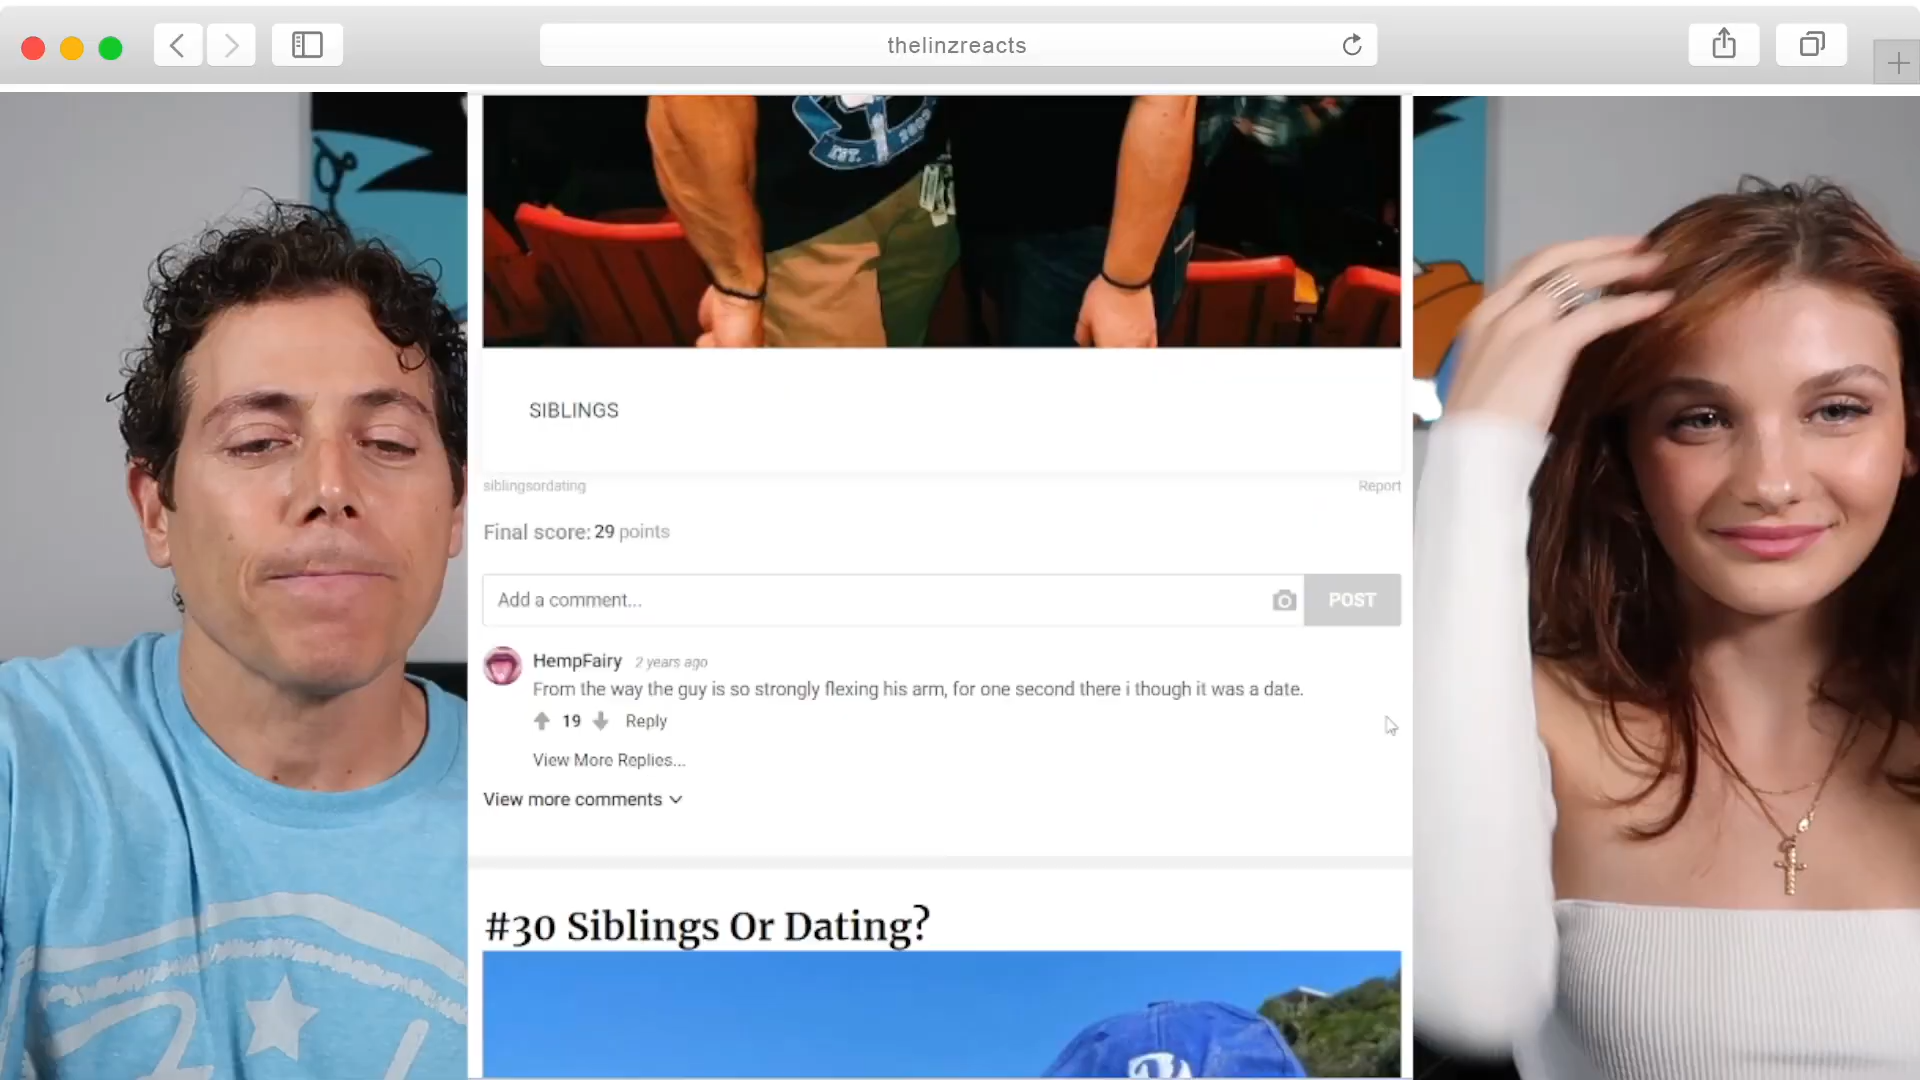 thelinzreacts
EST. 2009
SIBLINGS
siblingsordating
Report
Final score: 29 points
Add a comment...
POST
HempFairy 2 years ago
From the way the guy is so strongly flexing his arm, for one second there i though it was a date.
19 Reply
View More Replies...
View more comments
#30 Siblings Or Dating?